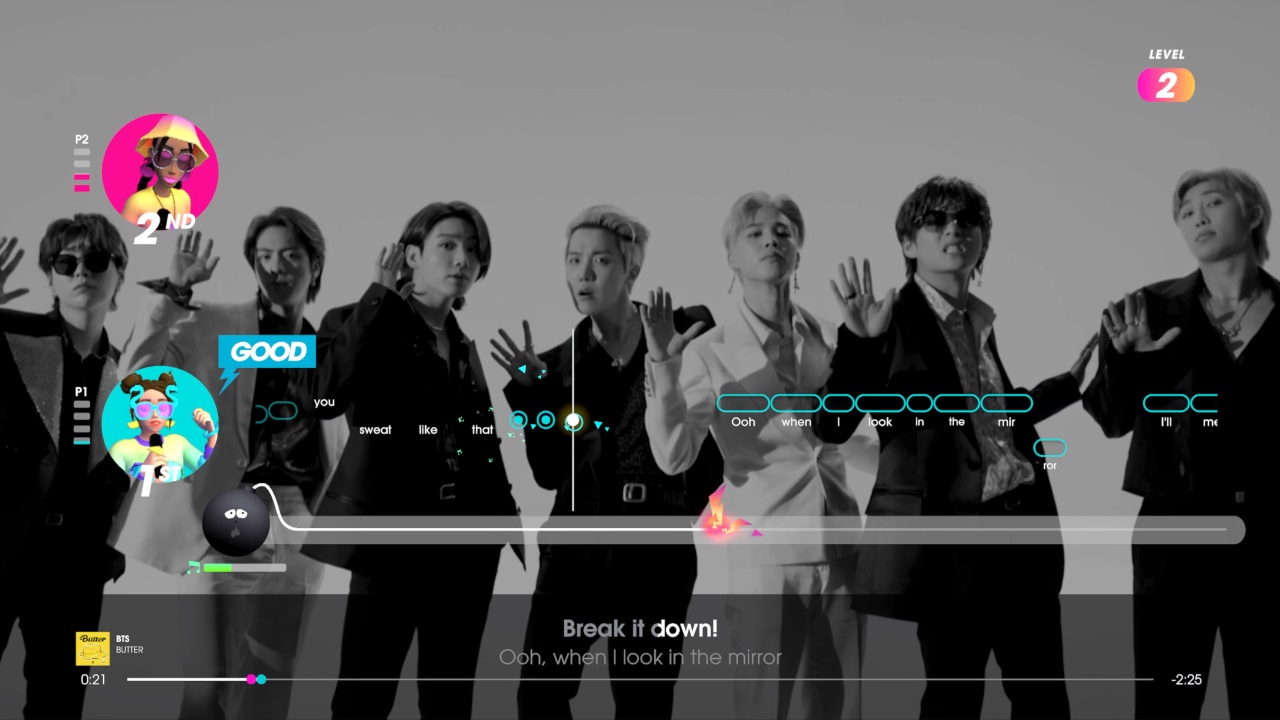 LEVEL
2
P2
2ND
GOOD
P1
1ST
you
sweat like that
Ooh when I look in the mir
ror
I'll me
Break it down!
Ooh, when I look in the mirror
Butter
BTS
BUTTER
0:21
-2:25